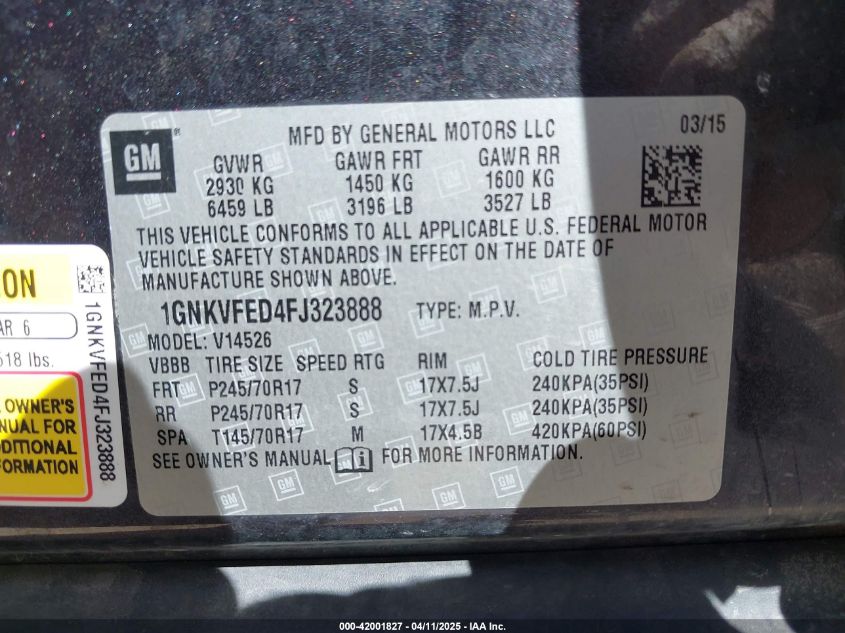 GM ®
MFD BY GENERAL MOTORS LLC
03/15
GVWR GAWR FRT GAWR RR
2930 KG 1450 KG 1600 KG
6459 LB 3196 LB 3527 LB
THIS VEHICLE CONFORMS TO ALL APPLICABLE U.S. FEDERAL MOTOR
VEHICLE SAFETY STANDARDS IN EFFECT ON THE DATE OF
MANUFACTURE SHOWN ABOVE.
1GNKVFED4FJ323888 TYPE: M.P.V.
MODEL: V14526
VBBB TIRE SIZE SPEED RTG RIM COLD TIRE PRESSURE
FRT P245/70R17 S 17X7.5J 240KPA(35PSI)
RR P245/70R17 S 17X7.5J 240KPA(35PSI)
SPA T145/70R17 M 17X4.5B 420KPA(60PSI)
SEE OWNER'S MANUAL i FOR MORE INFORMATION.
ON
AR 6
518 lbs.
OWNER'S
NUAL FOR
DDITIONAL
FORMATION
1GNKVFED4FJ323888
000-42001827 - 04/11/2025 - IAA Inc.